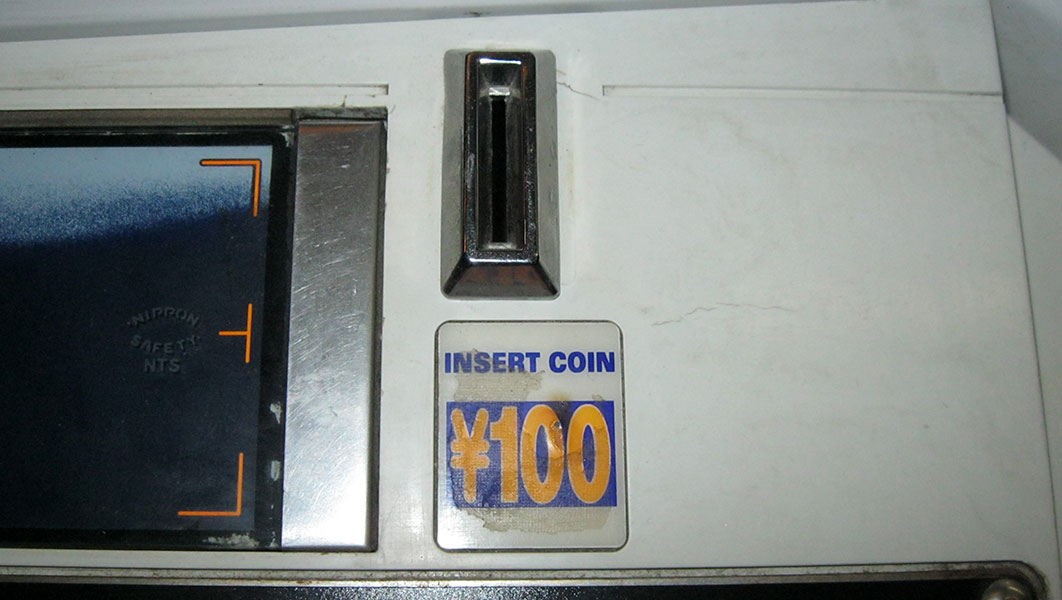 NIPPON
SAFETY
NTS
INSERT COIN
¥100